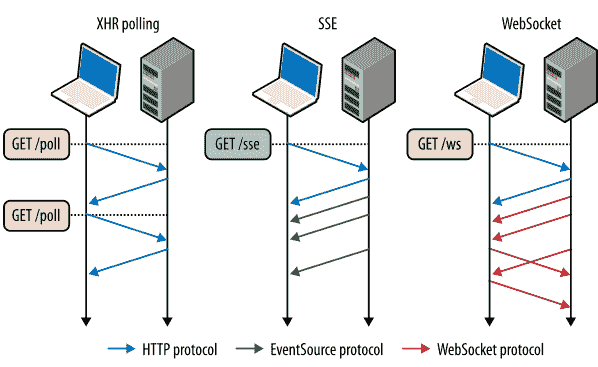 XHR polling
SSE
WebSocket
GET /poll
GET /sse
GET /ws
GET /poll
HTTP protocol
EventSource protocol
WebSocket protocol